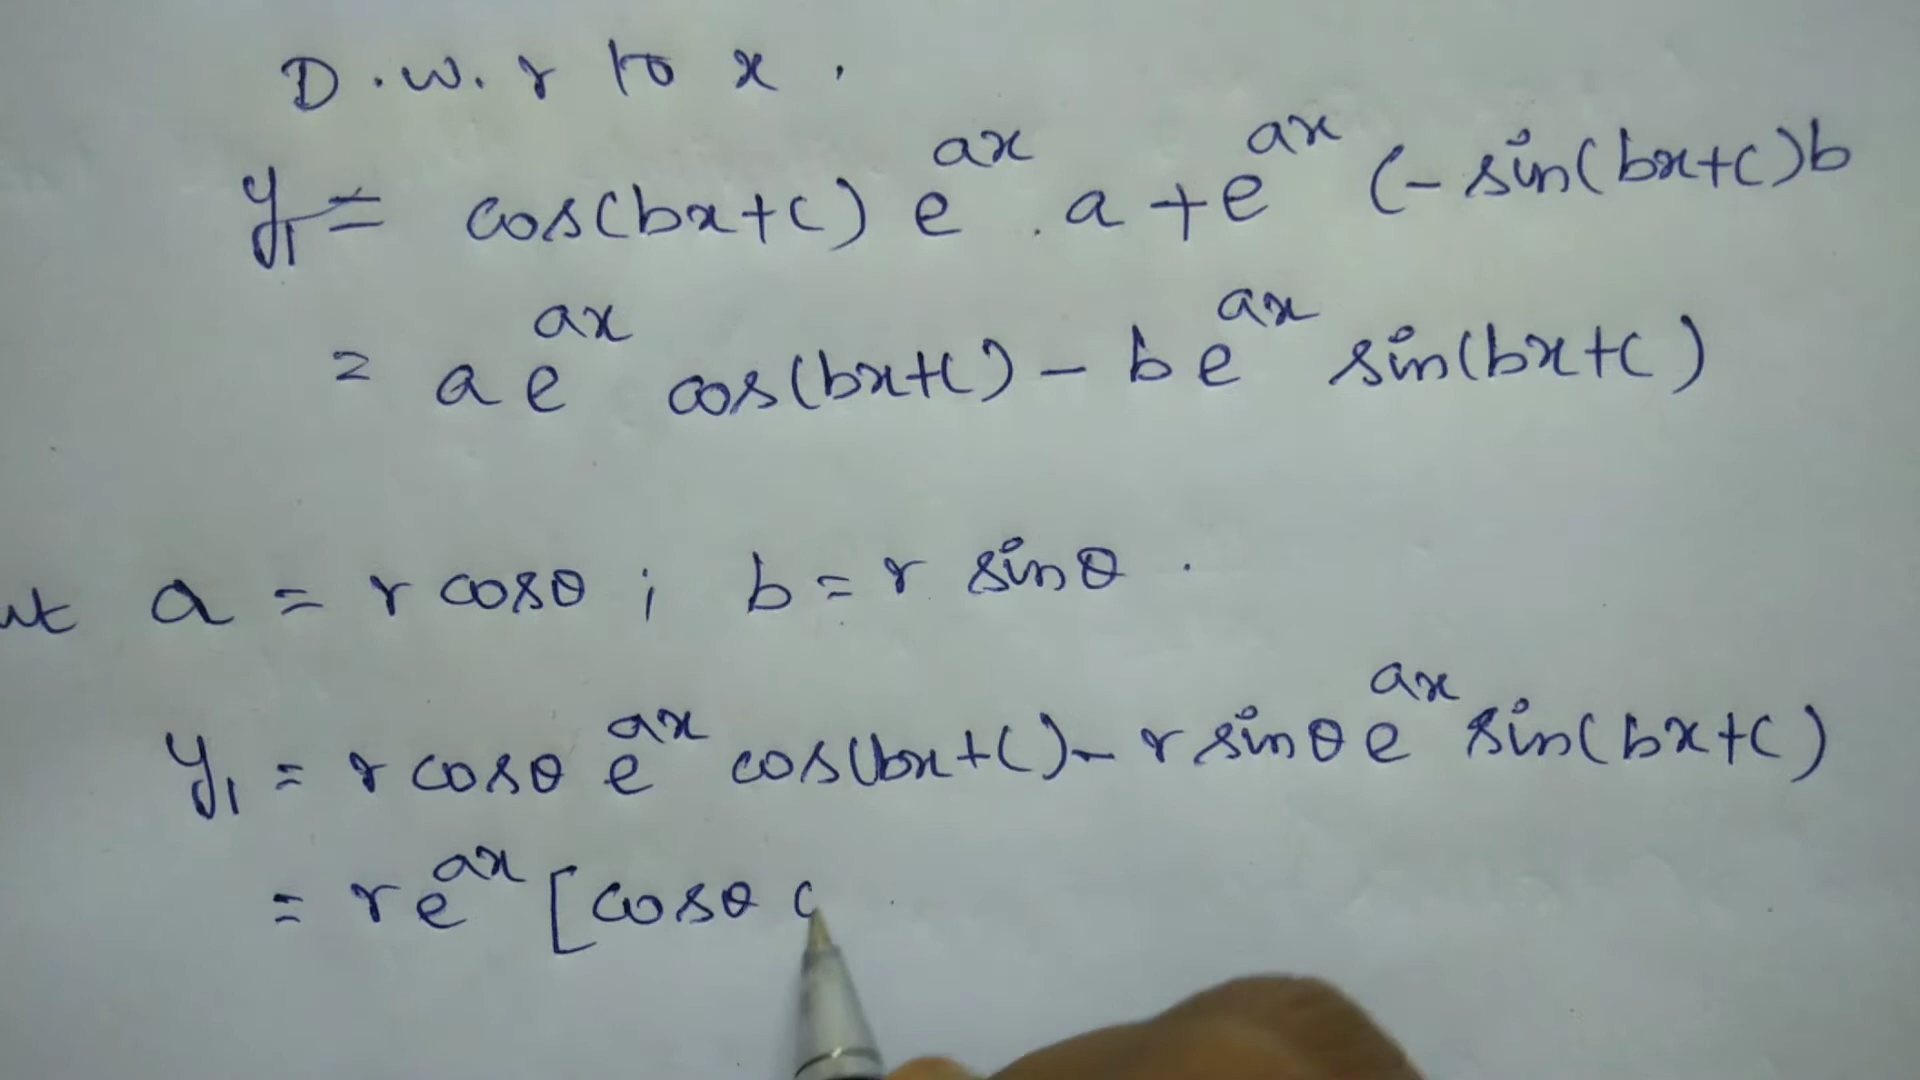 D.w.r to x.
y₁ = cos(bx+c) e^ax . a + e^ax (- sin(bx+c)b
= a e^ax cos(bx+c) - b e^ax sin(bx+c)
ut a = r cosθ ; b = r sinθ .
y₁ = r cosθ e^ax cos(bx+c) - r sinθ e^ax sin(bx+c)
= r e^ax [cosθ c